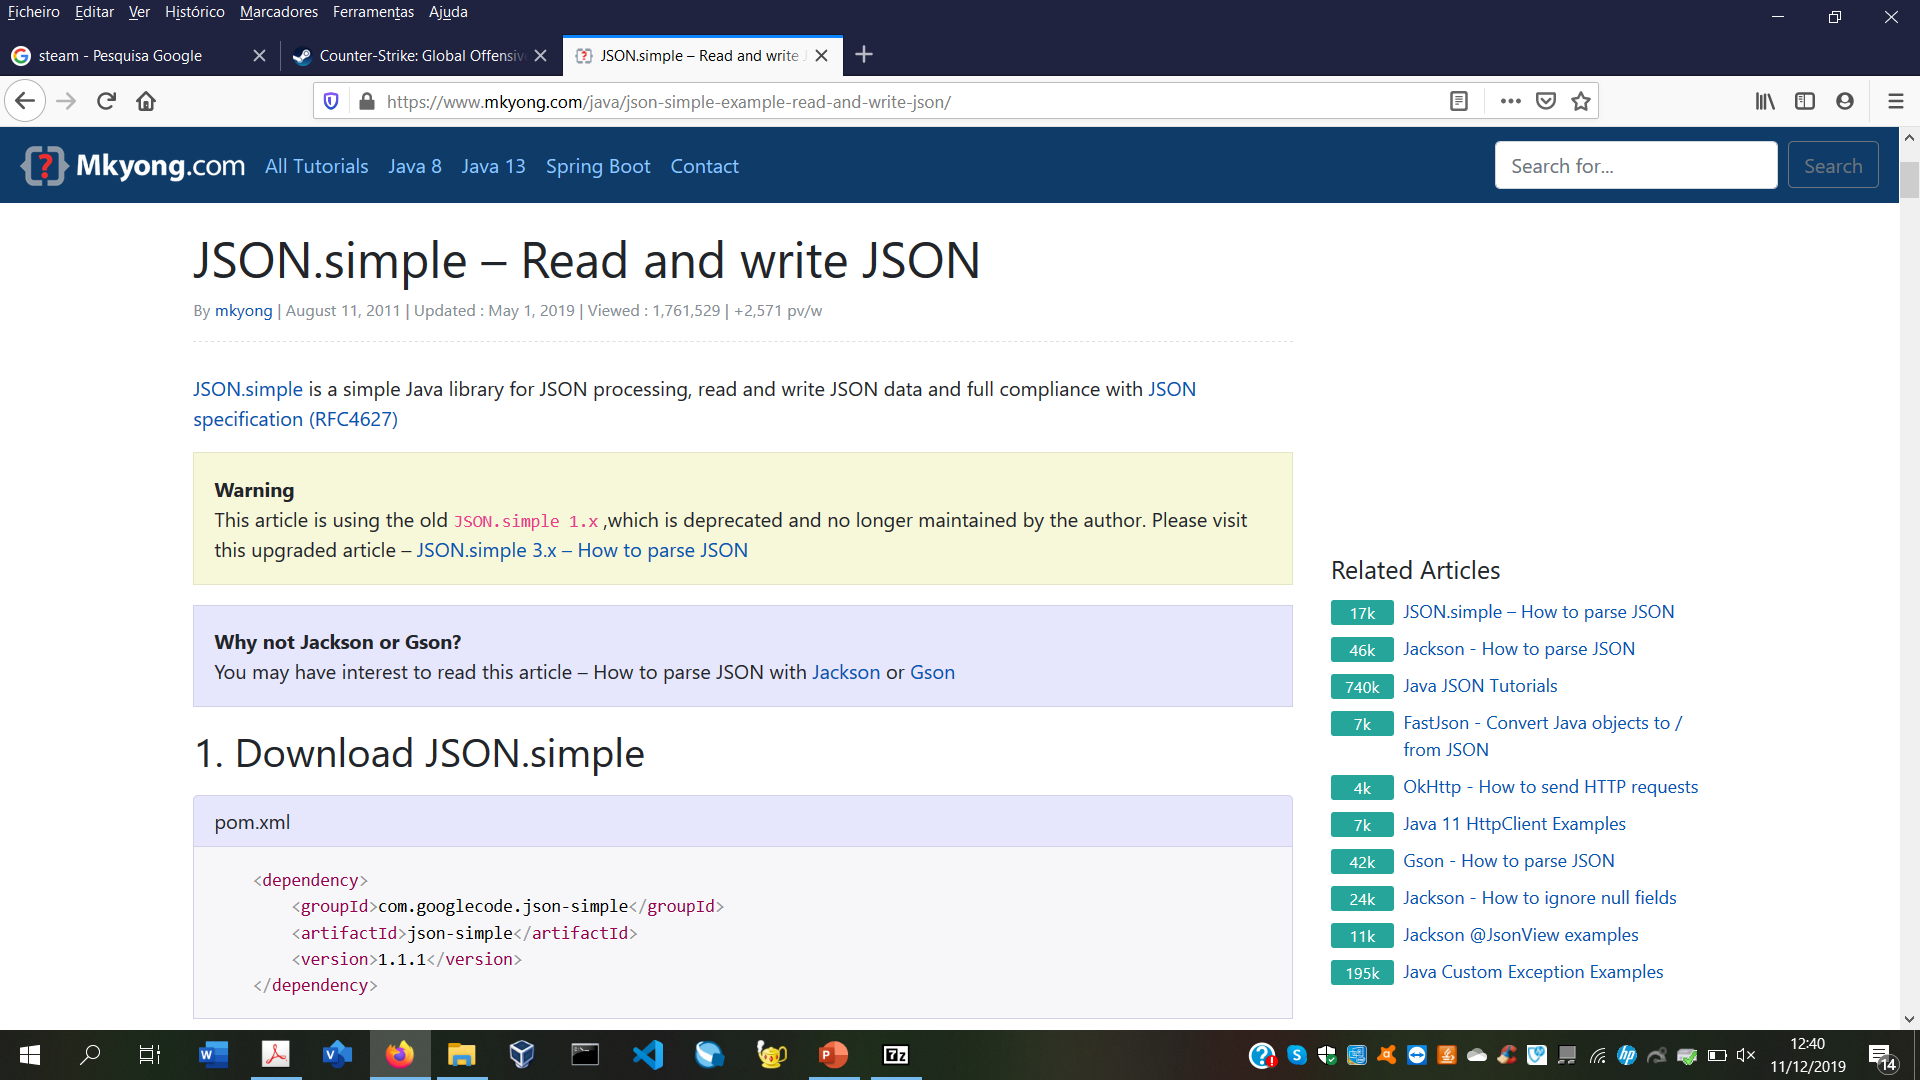 Ficheiro Editar Ver Histórico Marcadores Ferramentas Ajuda
steam - Pesquisa Google
Counter-Strike: Global Offensiv
JSON.simple – Read and write J
https://www.mkyong.com/java/json-simple-example-read-and-write-json/
Mkyong.com All Tutorials Java 8 Java 13 Spring Boot Contact
Search for...
Search
JSON.simple – Read and write JSON
By mkyong | August 11, 2011 | Updated : May 1, 2019 | Viewed : 1,761,529 | +2,571 pv/w
JSON.simple is a simple Java library for JSON processing, read and write JSON data and full compliance with JSON
specification (RFC4627)
Warning
This article is using the old JSON.simple 1.x ,which is deprecated and no longer maintained by the author. Please visit
this upgraded article – JSON.simple 3.x – How to parse JSON
Why not Jackson or Gson?
You may have interest to read this article – How to parse JSON with Jackson or Gson
1. Download JSON.simple
pom.xml
<dependency>
<groupId>com.googlecode.json-simple</groupId>
<artifactId>json-simple</artifactId>
<version>1.1.1</version>
</dependency>
Related Articles
17k JSON.simple – How to parse JSON
46k Jackson - How to parse JSON
740k Java JSON Tutorials
7k FastJson - Convert Java objects to /
from JSON
4k OkHttp - How to send HTTP requests
7k Java 11 HttpClient Examples
42k Gson - How to parse JSON
24k Jackson - How to ignore null fields
11k Jackson @JsonView examples
195k Java Custom Exception Examples
12:40
11/12/2019
14